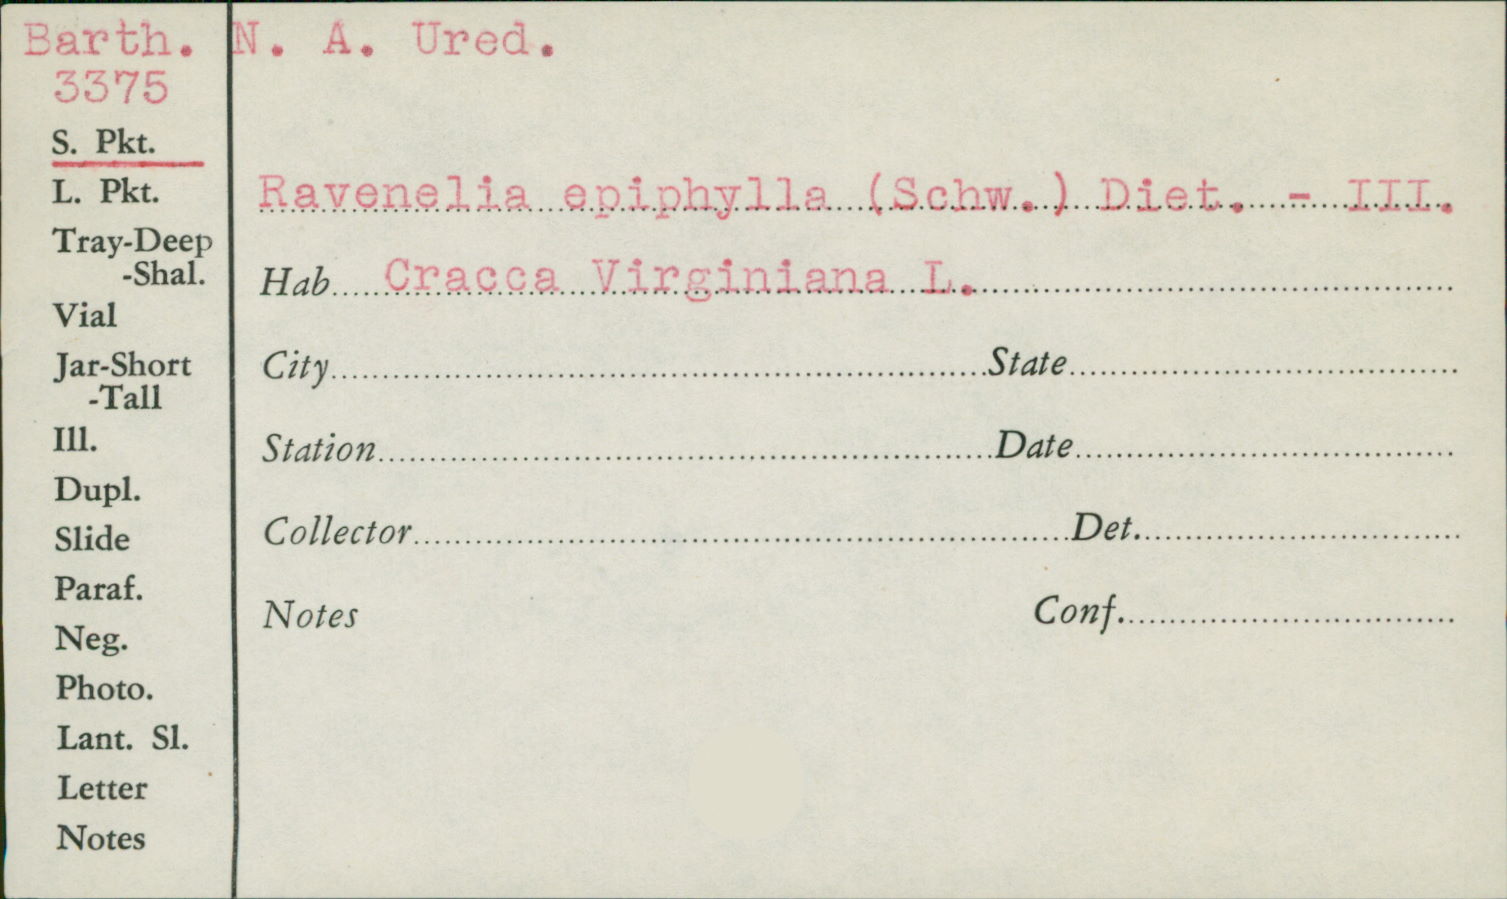 Barth. N. A. Ured.
3375
S. Pkt.
L. Pkt.
Tray-Deep
-Shal.
Vial
Jar-Short
-Tall
Ill.
Dupl.
Slide
Paraf.
Neg.
Photo.
Lant. Sl.
Letter
Notes
Ravenelia epiphylla (Schw.) Diet. - III.
Hab. Cracca Virginiana L.
City State
Station Date
Collector Det.
Notes Conf.